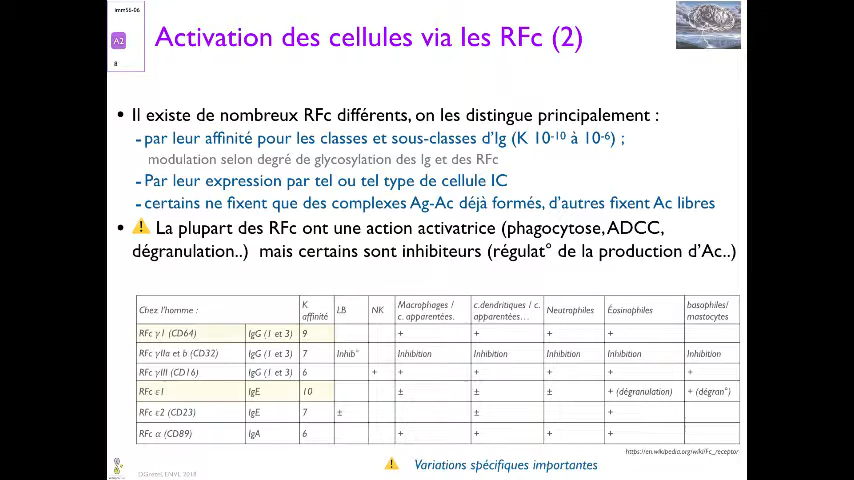 imm56-06
A2
8
Activation des cellules via les RFc (2)
• Il existe de nombreux RFc différents, on les distingue principalement :
- par leur affinité pour les classes et sous-classes d'Ig (K 10⁻¹⁰ à 10⁻⁶) ;
modulation selon degré de glycosylation des Ig et des RFc
- Par leur expression par tel ou tel type de cellule IC
- certains ne fixent que des complexes Ag-Ac déjà formés, d'autres fixent Ac libres
• ⚠ La plupart des RFc ont une action activatrice (phagocytose, ADCC,
dégranulation..) mais certains sont inhibiteurs (régulat° de la production d'Ac..)
Chez l'homme : K affinité LB NK Macrophages / c. apparentées. c.dendritiques / c. apparentées… Neutrophiles Éosinophiles basophiles/ mastocytes
RFc γ1 (CD64) IgG (1 et 3) 9 + + + +
RFc γIIa et b (CD32) IgG (1 et 3) 7 Inhib° Inhibition Inhibition Inhibition Inhibition Inhibition
RFc γIII (CD16) IgG (1 et 3) 6 + + + + + +
RFc ε1 IgE 10 ± ± ± + (dégranulation) + (dégran°)
RFc ε2 (CD23) IgE 7 ± ± +
RFc α (CD89) IgA 6 + + + +
https://en.wikipedia.org/wiki/Fc_receptor
⚠ Variations spécifiques importantes